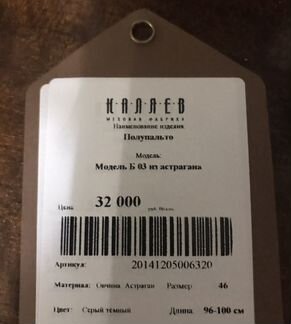 КАЛЯЕВ
МЕХОВАЯ ФАБРИКА
Наименование изделия
Полупальто
Модель:
Модель Б 03 из астрагана
Цена 32 000 руб.
20141205006320
Артикул:
Материал: Овчина Астраган Размер 46
Цвет: Серый темный Длина 96-100 см